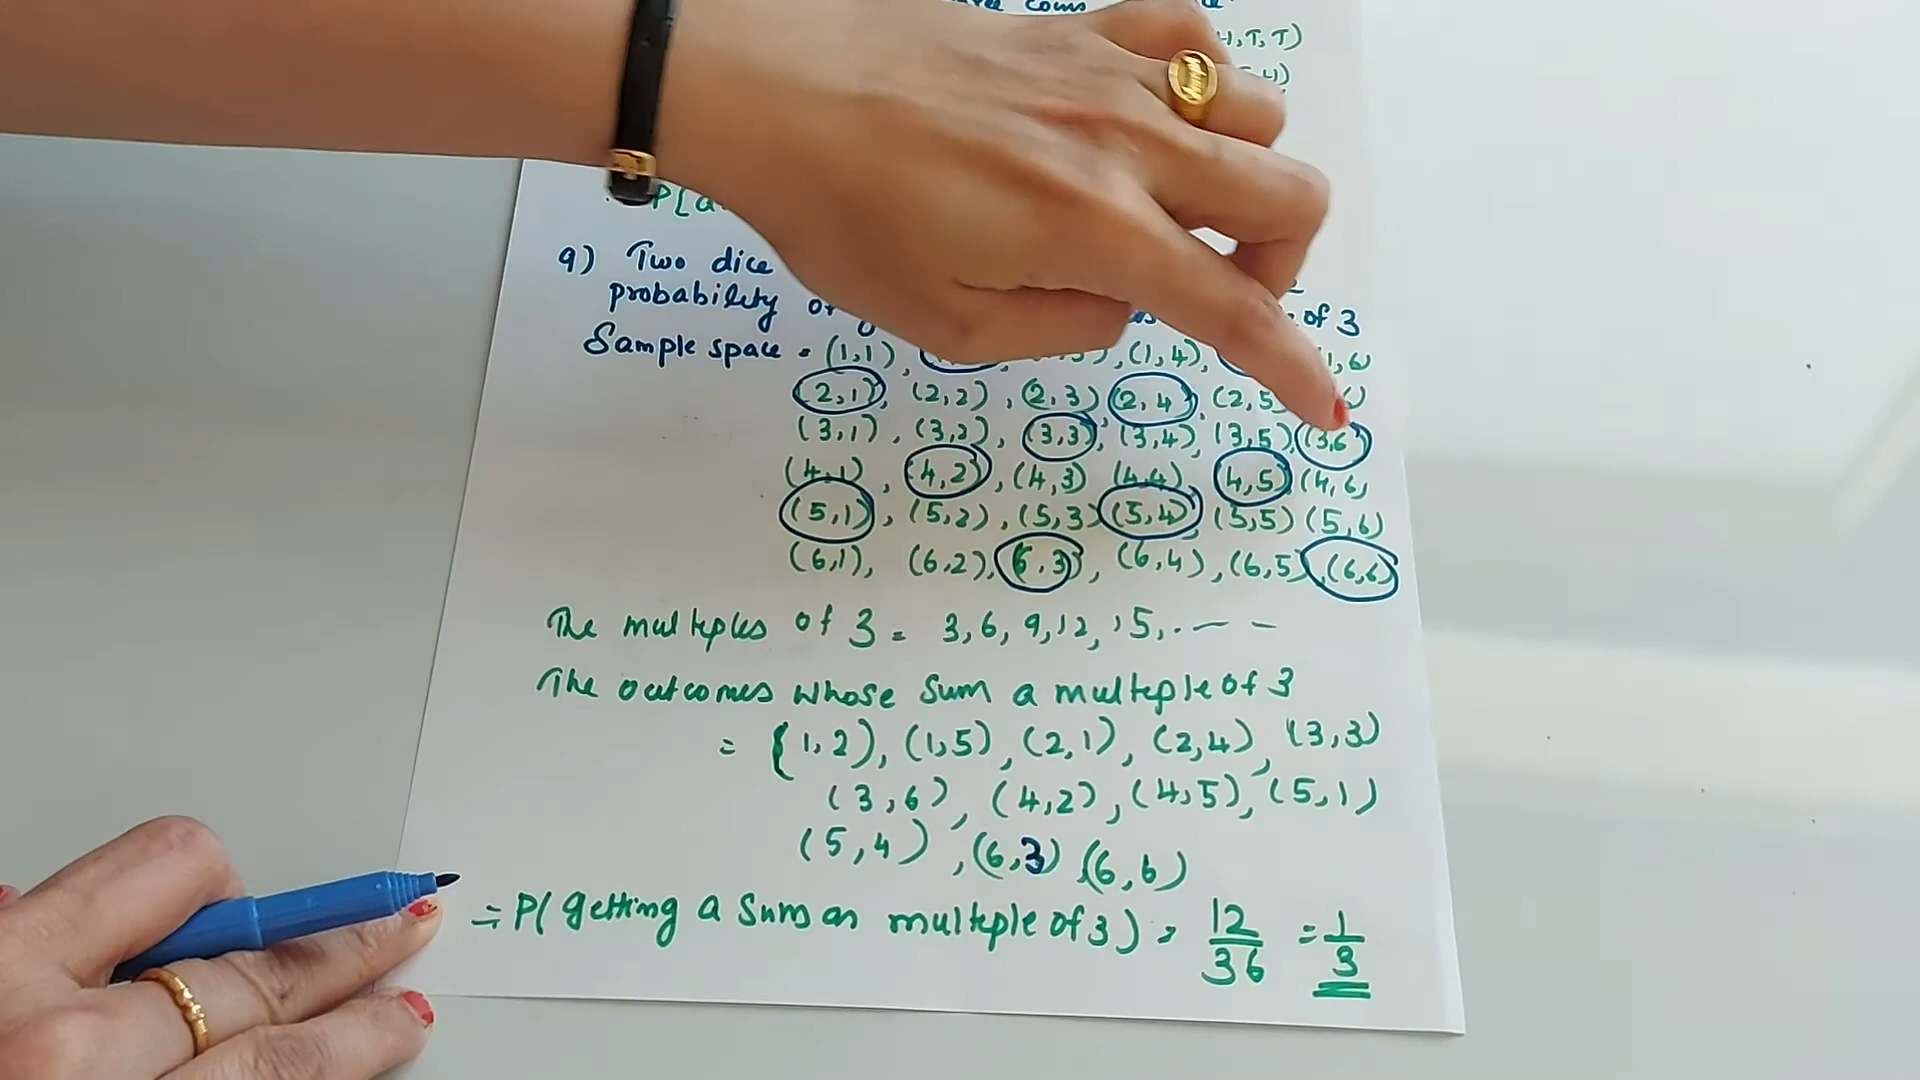 coins
H, T, T)
P[a
9) Two dice
probability of of 3
Sample space = (1,1), (1,4), 1,6
(2,1), (2,2), (2,3) (2,4), (2,5)
(3,1), (3,2), (3,3), (3,4), (3,5) (3,6)
(4,1), (4,2), (4,3) (4,4), (4,5) (4,6)
(5,1), (5,2), (5,3) (5,4), (5,5) (5,6)
(6,1), (6,2), (6,3), (6,4), (6,5), (6,6)
The multiples of 3 = 3, 6, 9, 12, 15, .- - -
The outcomes whose sum a multiple of 3
= {1,2), (1,5), (2,1), (2,4), (3,3)
(3,6), (4,2), (4,5), (5,1)
(5,4), (6,3) (6,6)
= P( getting a sum as multiple of 3) = 12/36 = 1/3